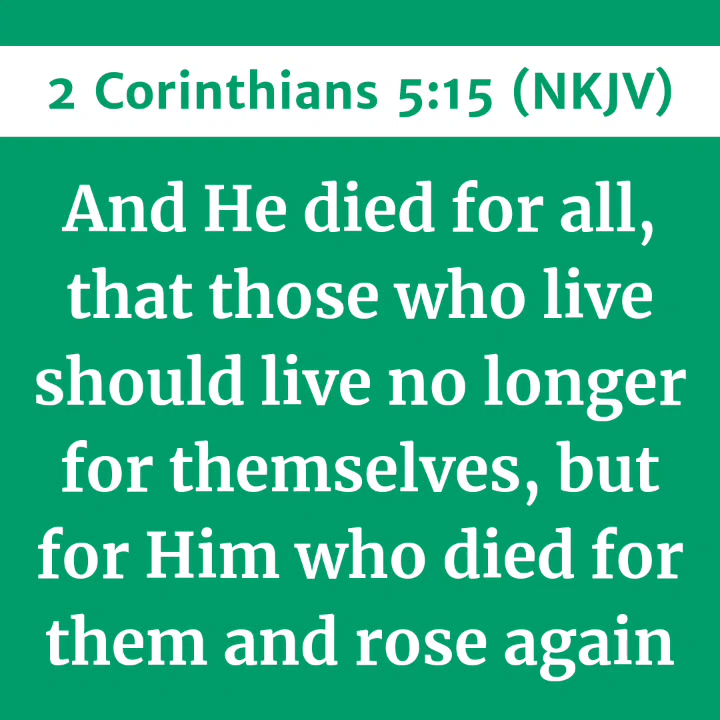 2 Corinthians 5:15 (NKJV)
And He died for all,
that those who live
should live no longer
for themselves, but
for Him who died for
them and rose again